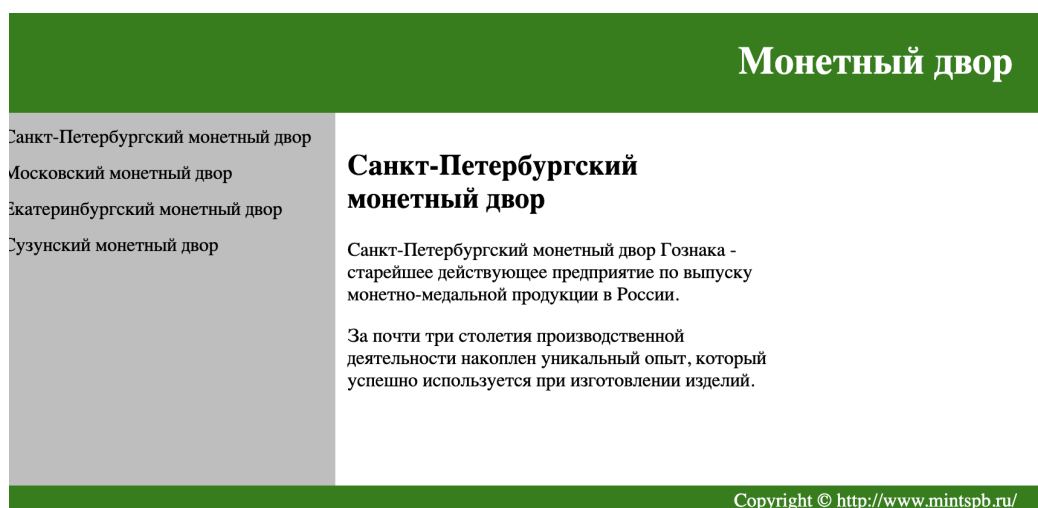 Монетный двор
Санкт-Петербургский монетный двор
Московский монетный двор
Екатеринбургский монетный двор
Сузунский монетный двор
Санкт-Петербургский
монетный двор
Санкт-Петербургский монетный двор Гознака -
старейшее действующее предприятие по выпуску
монетно-медальной продукции в России.
За почти три столетия производственной
деятельности накоплен уникальный опыт, который
успешно используется при изготовлении изделий.
Copyright © http://www.mintspb.ru/